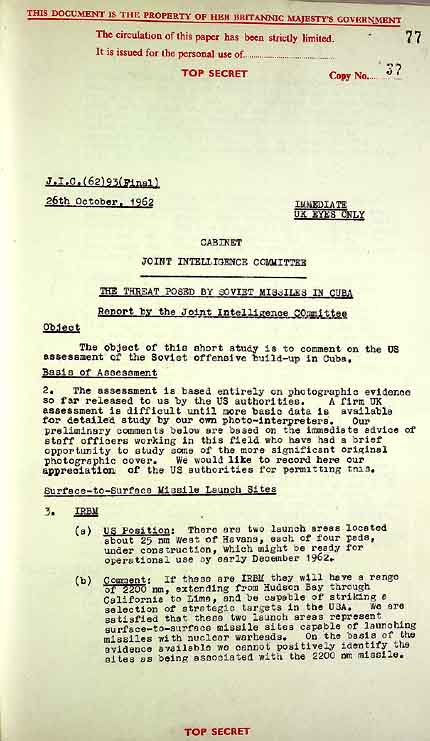 THIS DOCUMENT IS THE PROPERTY OF HER BRITANNIC MAJESTY'S GOVERNMENT
The circulation of this paper has been strictly limited.
77
It is issued for the personal use of
TOP SECRET
Copy No. 37
J.I.C.(62)93(Final)
26th October, 1962
IMMEDIATE
UK EYES ONLY
CABINET
JOINT INTELLIGENCE COMMITTEE
THE THREAT POSED BY SOVIET MISSILES IN CUBA
Report by the Joint Intelligence COmmittee
Object
The object of this short study is to comment on the US
assessment of the Soviet offensive build-up in Cuba.
Basis of Assessment
2. The assessment is based entirely on photographic evidence
so far released to us by the US authorities. A firm UK
assessment is difficult until more basic data is available
for detailed study by our own photo-interpreters. Our
preliminary comments below are based on the immediate advice of
staff officers working in this field who have had a brief
opportunity to study some of the more significant original
photographic cover. We would like to record here our
appreciation of the US authorities for permitting this.
Surface-to-Surface Missile Launch Sites
3. IRBM
(a) US Position: There are two launch areas located
about 25 nm West of Havana, each of four pads,
under construction, which might be ready for
operational use by early December 1962.
(b) Comment: If these are IRBM they will have a range
of 2200 nm, extending from Hudson Bay through
California to Lima, and be capable of striking a
selection of strategic targets in the USA. We are
satisfied that these two launch areas represent
surface-to-surface missile sites capable of launching
missiles with nuclear warheads. On the basis of the
evidence available we cannot positively identify the
sites as being associated with the 2200 nm missile.
TOP SECRET